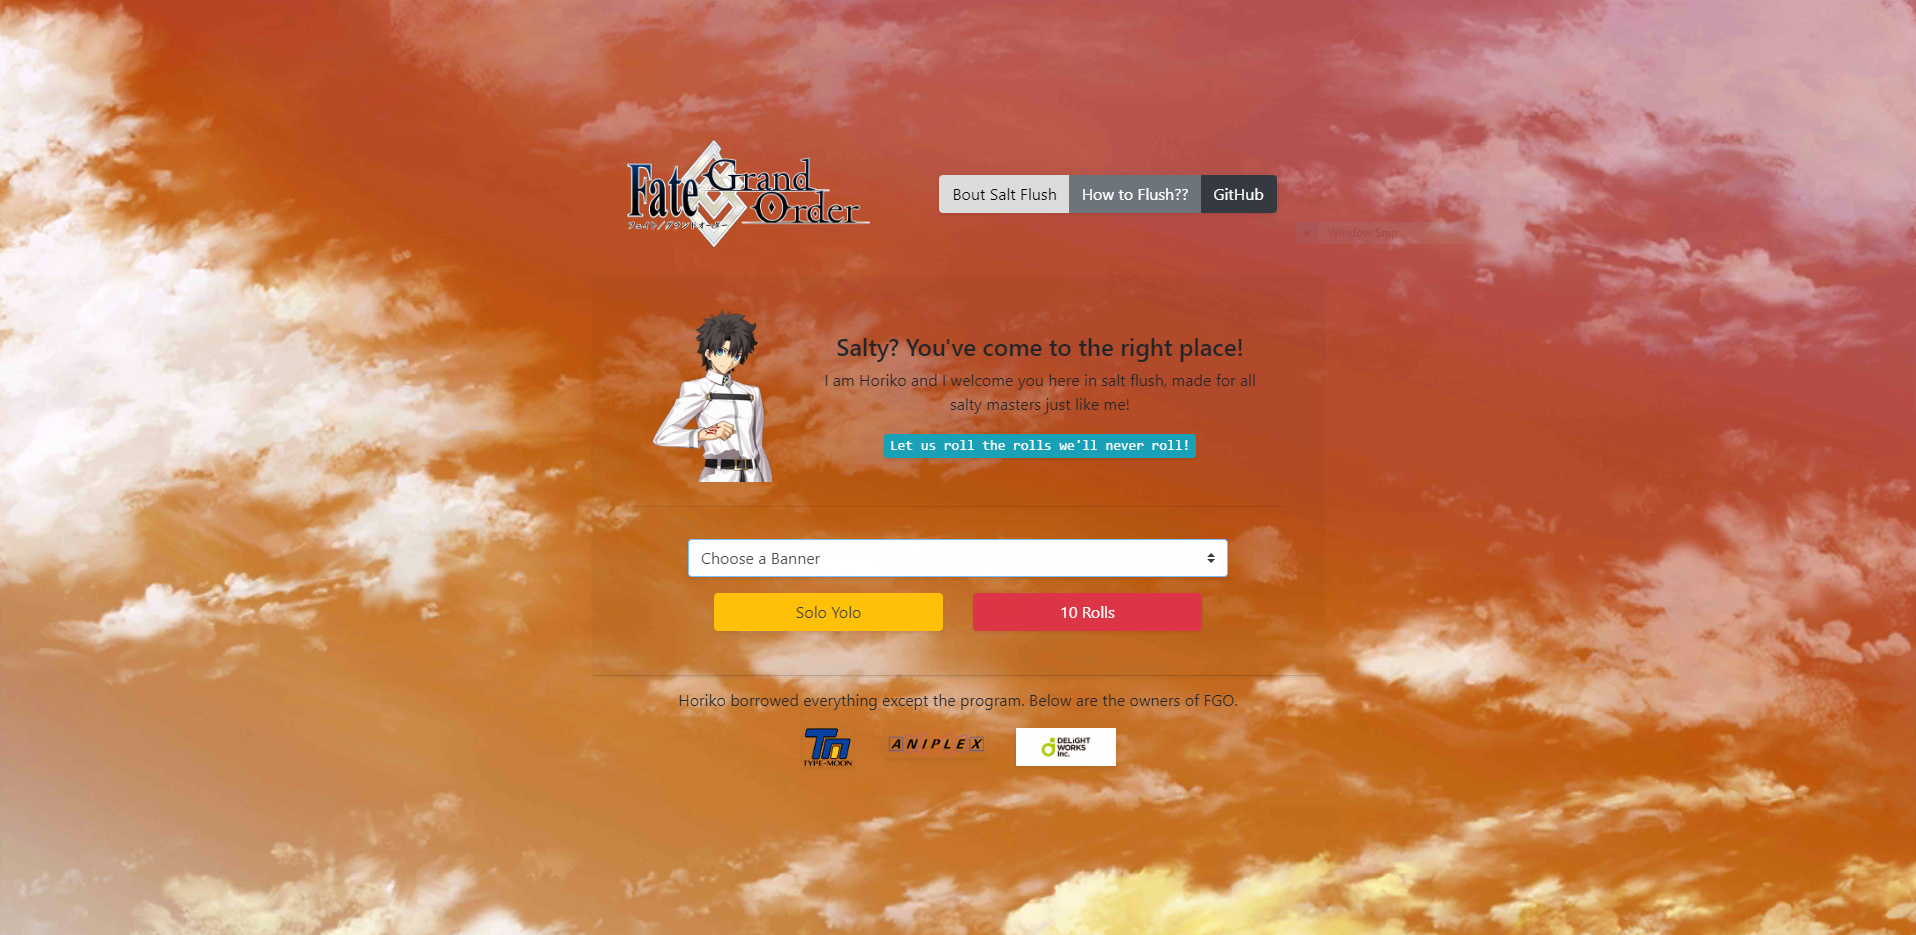 Fate
Grand
Order
フェイト/グランドオーダー
Bout Salt Flush
How to Flush??
GitHub
Window Snip
Salty? You've come to the right place!
I am Horiko and I welcome you here in salt flush, made for all
salty masters just like me!
Let us roll the rolls we'll never roll!
Choose a Banner
Solo Yolo
10 Rolls
Horiko borrowed everything except the program. Below are the owners of FGO.
TYPE-MOON
ANIPLEX
DELiGHT
WORKS
Inc.